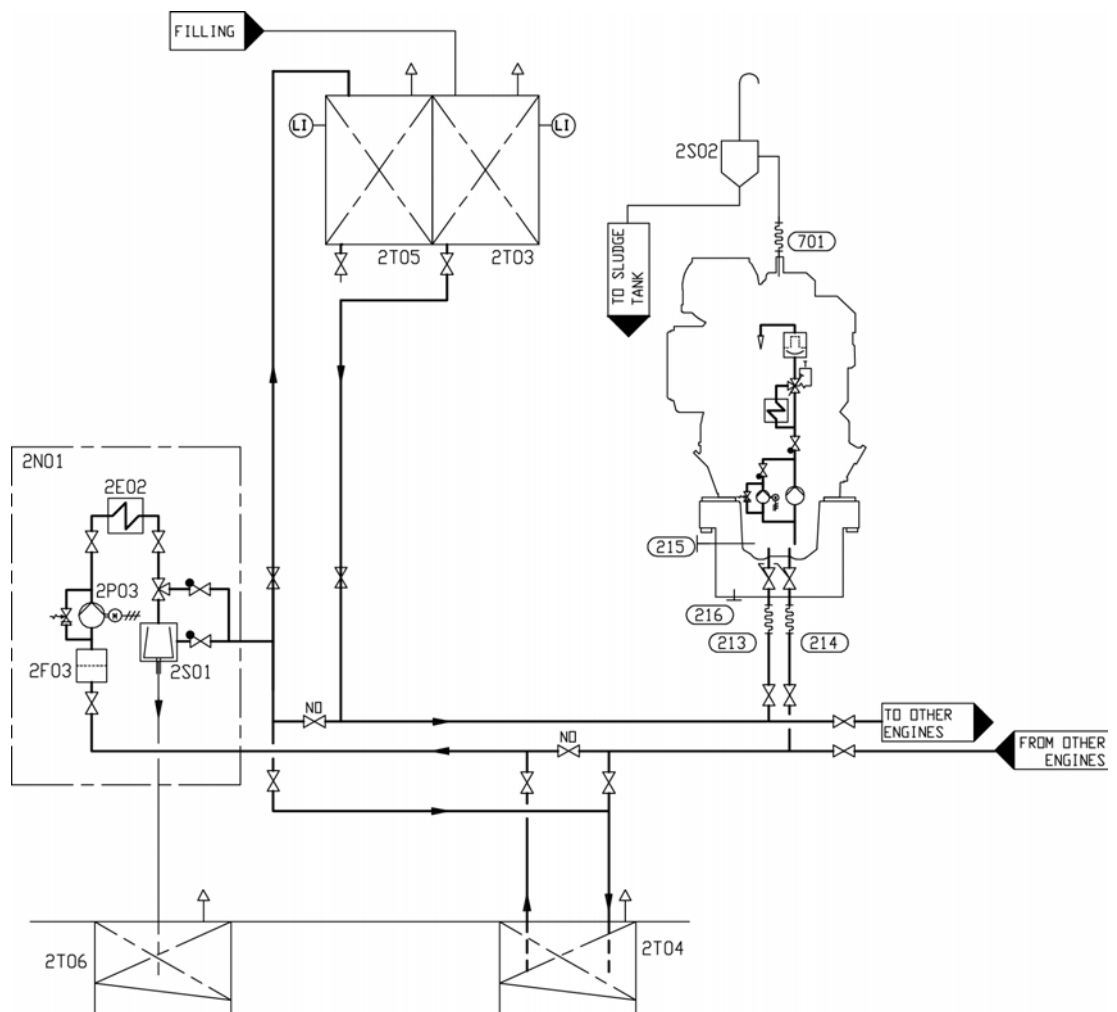 FILLING
LI
LI
2S02
2T05
2T03
701
TO SLUDGE
TANK
2N01
2E02
2P03
2F03
2S01
215
216
213
214
NO
TO OTHER
ENGINES
NO
FROM OTHER
ENGINES
2T06
2T04